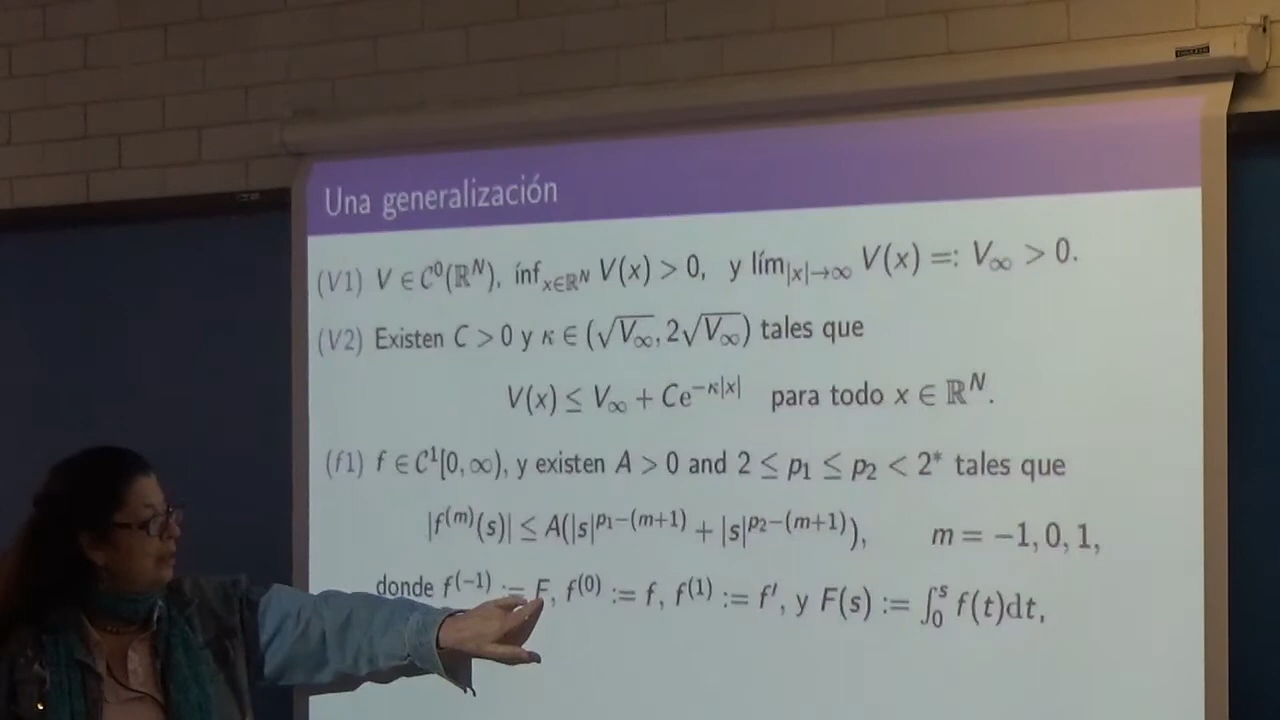 Una generalización
(V1) V ∈ 𝒞⁰(ℝᴺ), ínf_{x∈ℝᴺ} V(x) > 0, y lím_{|x|→∞} V(x) =: V_∞ > 0.
(V2) Existen C > 0 y κ ∈ (√V_∞, 2√V_∞) tales que
V(x) ≤ V_∞ + Ce^{−κ|x|} para todo x ∈ ℝᴺ.
(f1) f ∈ 𝒞¹[0, ∞), y existen A > 0 and 2 ≤ p₁ ≤ p₂ < 2* tales que
|f^{(m)}(s)| ≤ A(|s|^{p₁−(m+1)} + |s|^{p₂−(m+1)}), m = −1, 0, 1,
donde f^{(−1)} := F, f^{(0)} := f, f^{(1)} := f′, y F(s) := ∫₀ˢ f(t)dt,